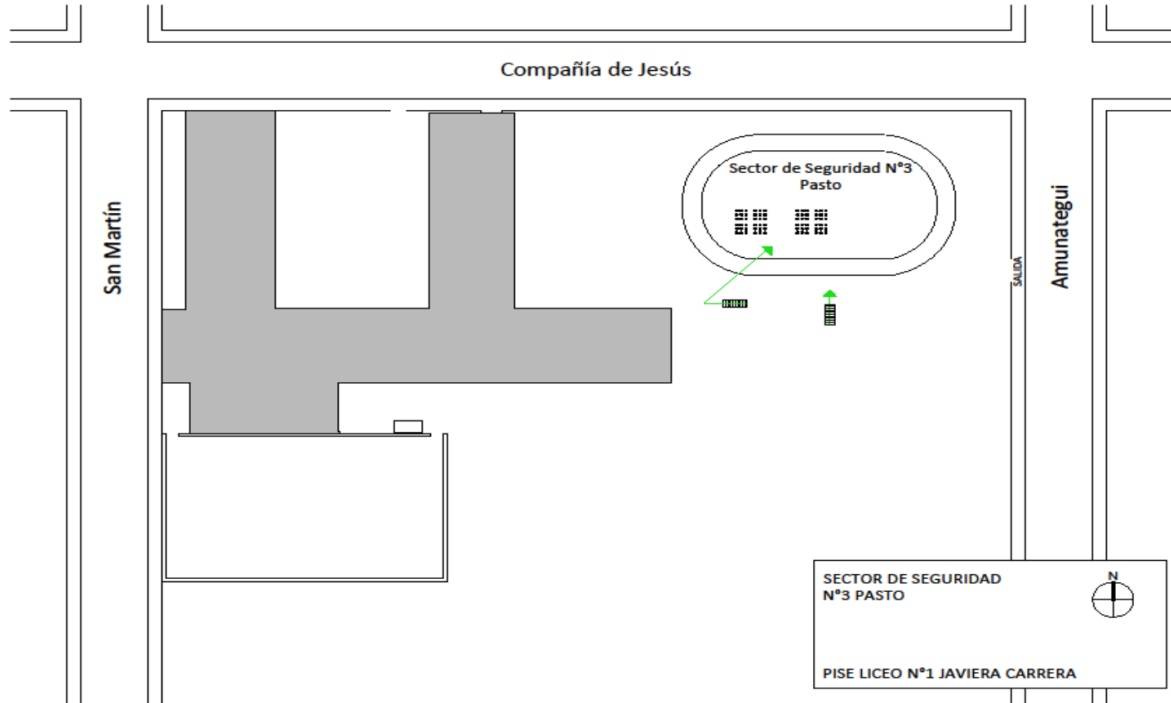 Compañía de Jesús
San Martín
Sector de Seguridad N°3
Pasto
SALIDA
Amunategui
SECTOR DE SEGURIDAD
N°3 PASTO
N
PISE LICEO N°1 JAVIERA CARRERA